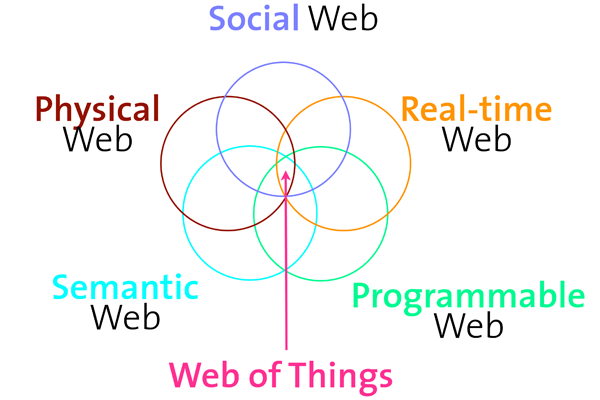 Social Web
Physical
Web
Real-time
Web
Semantic
Web
Programmable
Web
Web of Things